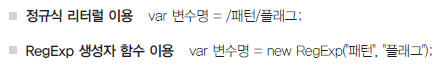 정규식 리터럴 이용 var 변수명 = /패턴/플래그;
RegExp 생성자 함수 이용 var 변수명 = new RegExp("패턴", "플래그");